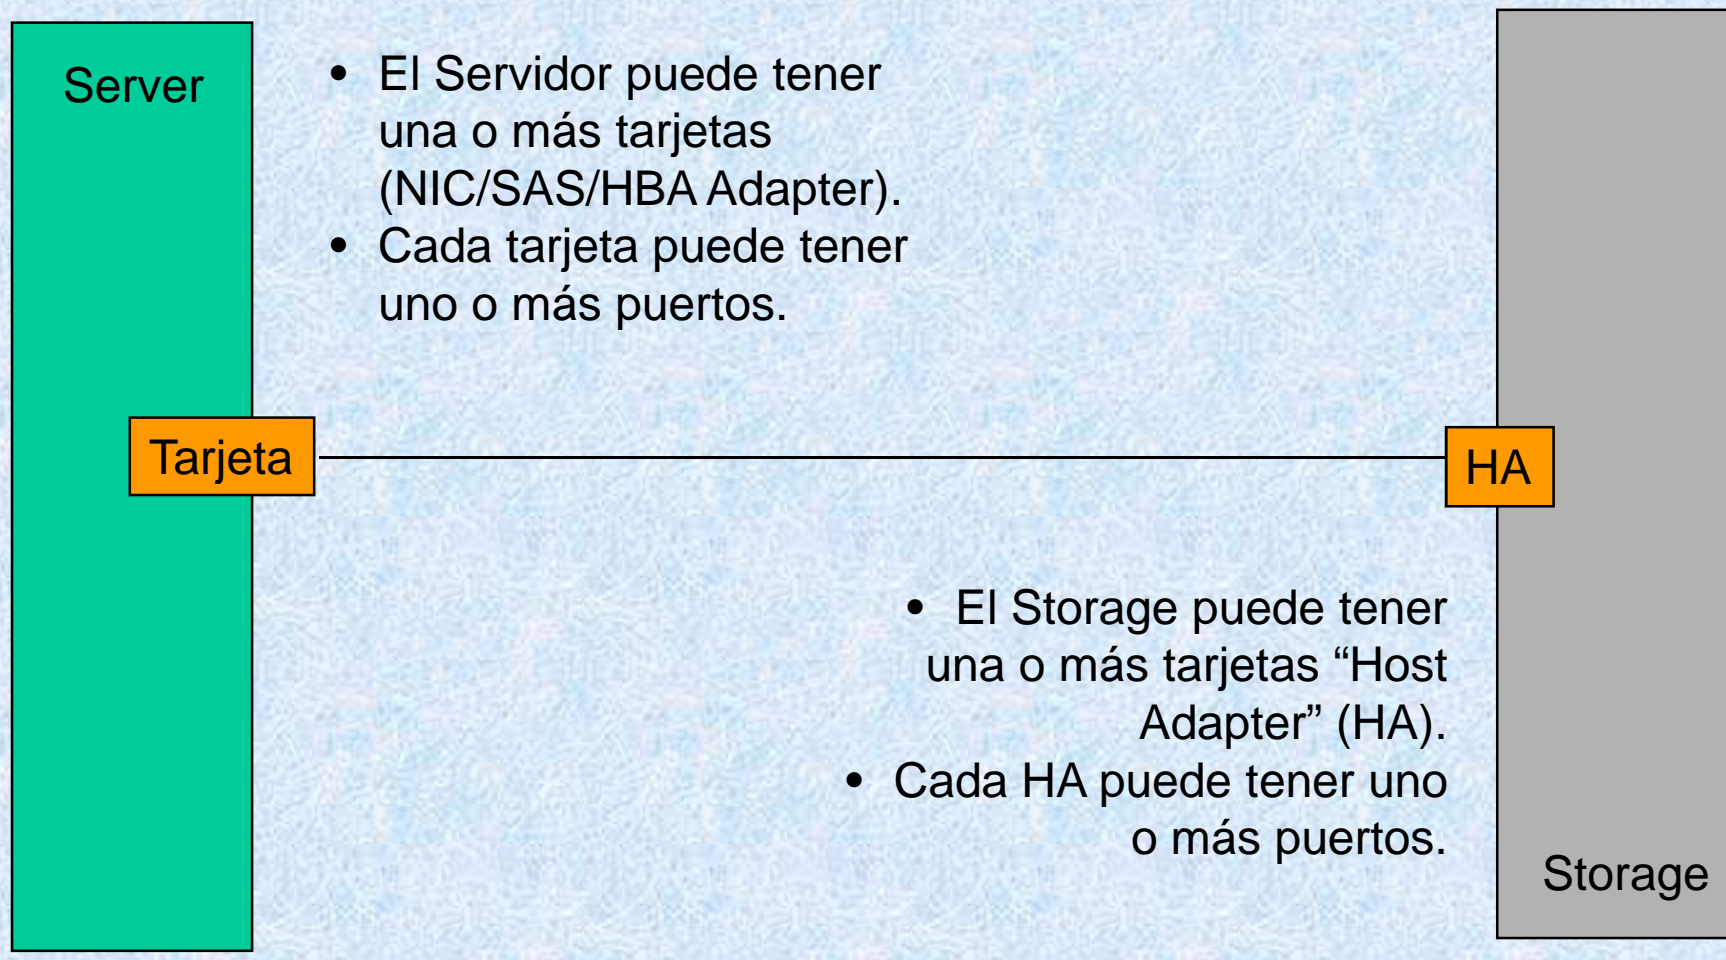 Server
• El Servidor puede tener
una o más tarjetas
(NIC/SAS/HBA Adapter).
• Cada tarjeta puede tener
uno o más puertos.
Tarjeta
HA
• El Storage puede tener
una o más tarjetas “Host
Adapter” (HA).
• Cada HA puede tener uno
o más puertos.
Storage